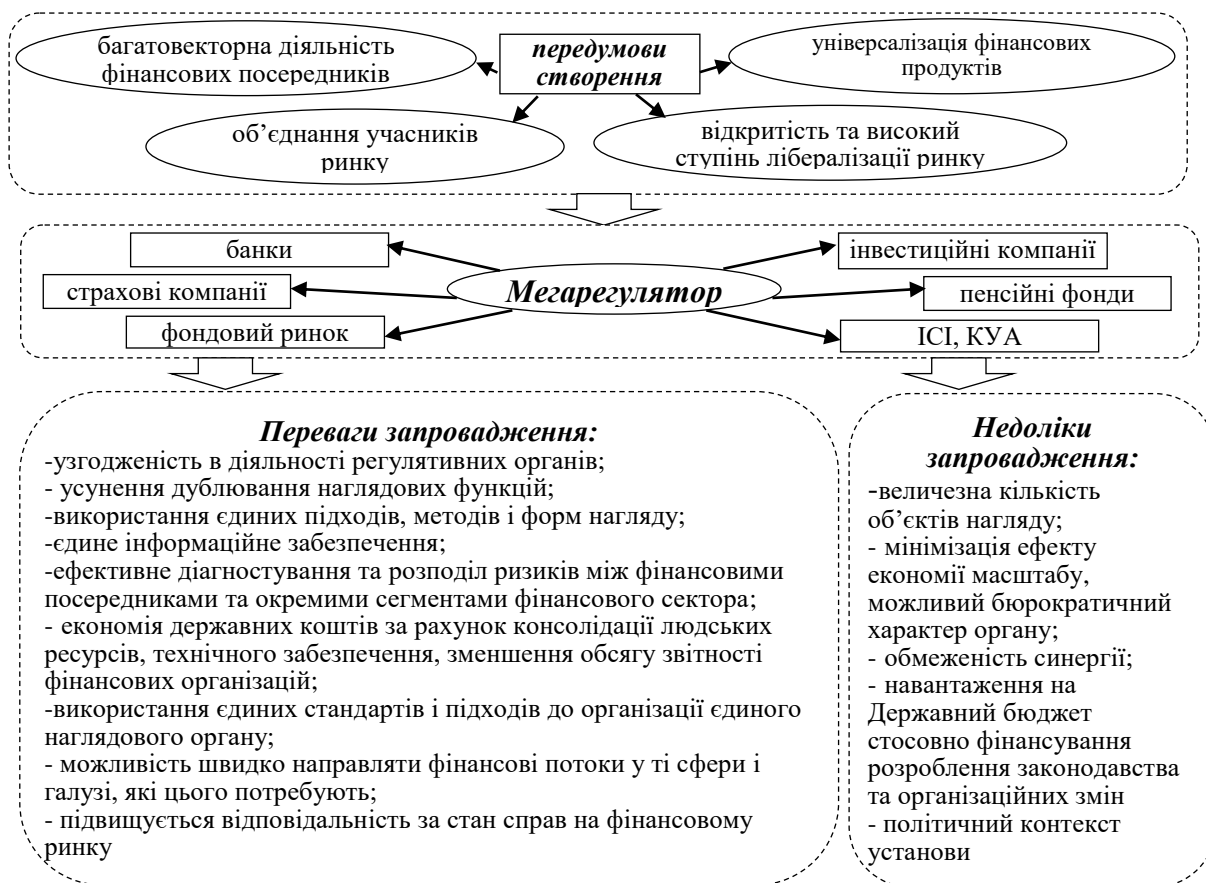 багатовекторна діяльність
фінансових посередників
передумови
створення
універсалізація фінансових
продуктів
об’єднання учасників
ринку
відкритість та високий
ступінь лібералізації ринку
банки
інвестиційні компанії
страхові компанії
Мегарегулятор
пенсійні фонди
фондовий ринок
ІСІ, КУА
Переваги запровадження:
-узгодженість в діяльності регулятивних органів;
- усунення дублювання наглядових функцій;
-використання єдиних підходів, методів і форм нагляду;
-єдине інформаційне забезпечення;
-ефективне діагностування та розподіл ризиків між фінансовими
посередниками та окремими сегментами фінансового сектора;
- економія державних коштів за рахунок консолідації людських
ресурсів, технічного забезпечення, зменшення обсягу звітності
фінансових організацій;
-використання єдиних стандартів і підходів до організації єдиного
наглядового органу;
- можливість швидко направляти фінансові потоки у ті сфери і
галузі, які цього потребують;
- підвищується відповідальність за стан справ на фінансовому
ринку
Недоліки
запровадження:
-величезна кількість
об’єктів нагляду;
- мінімізація ефекту
економії масштабу,
можливий бюрократичний
характер органу;
- обмеженість синергії;
- навантаження на
Державний бюджет
стосовно фінансування
розроблення законодавства
та організаційних змін
- політичний контекст
установи